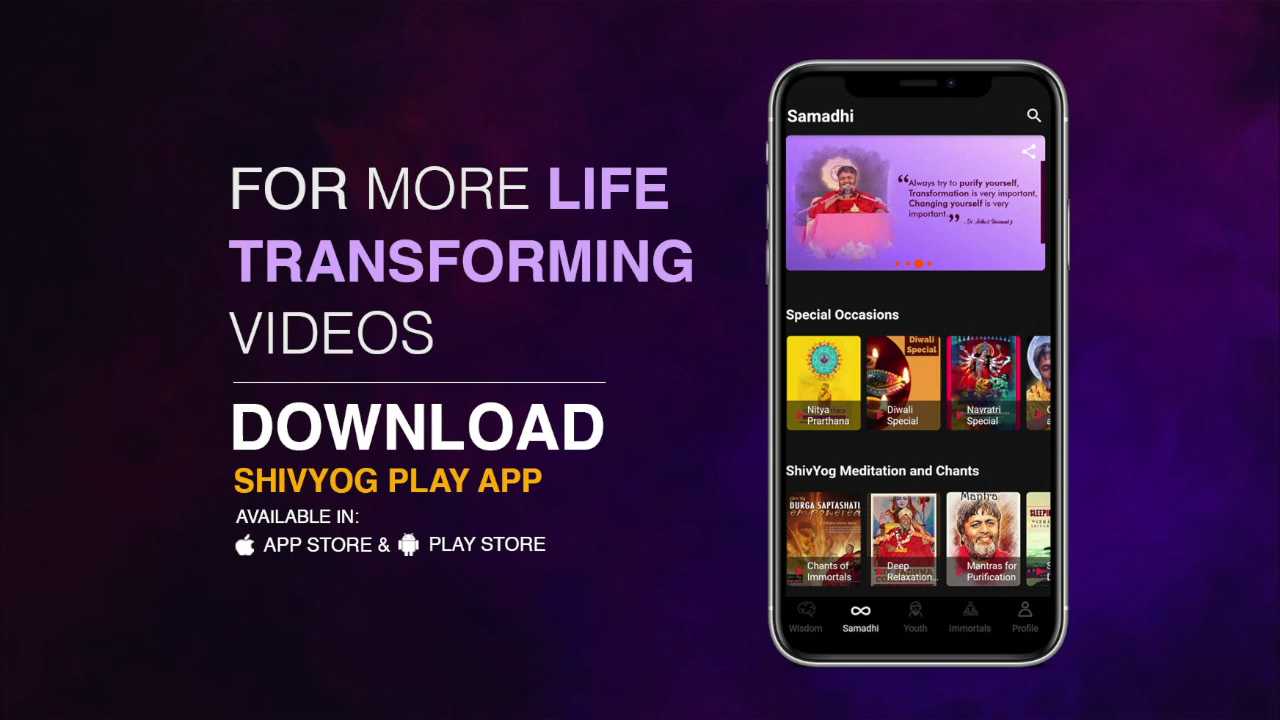 FOR MORE LIFE
TRANSFORMING
VIDEOS
DOWNLOAD
SHIVYOG PLAY APP
AVAILABLE IN:
APP STORE & PLAY STORE
Samadhi
“Always try to purify yourself,
Transformation is very important,
Changing yourself is very
important.”
Special Occasions
Diwali
Special
Nitya
Prarthana
Diwali
Special
Navratri
Special
ShivYog Meditation and Chants
DURGA SAPTASHATI
Mantra
Chants of
Immortals
Deep
Relaxation...
Mantras for
Purification
Wisdom
Samadhi
Youth
Immortals
Profile